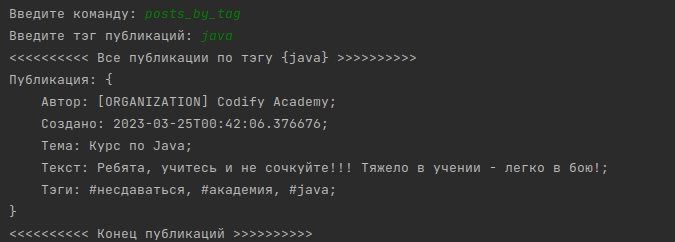 Введите команду: posts_by_tag
Введите тэг публикаций: java
<<<<<<<<<< Все публикации по тэгу {java} >>>>>>>>>>
Публикация: {
    Автор: [ORGANIZATION] Codify Academy;
    Создано: 2023-03-25T00:42:06.376676;
    Тема: Курс по Java;
    Текст: Ребята, учитесь и не сочкуйте!!! Тяжело в учении - легко в бою!;
    Тэги: #несдаваться, #академия, #java;
}
<<<<<<<<<< Конец публикаций >>>>>>>>>>